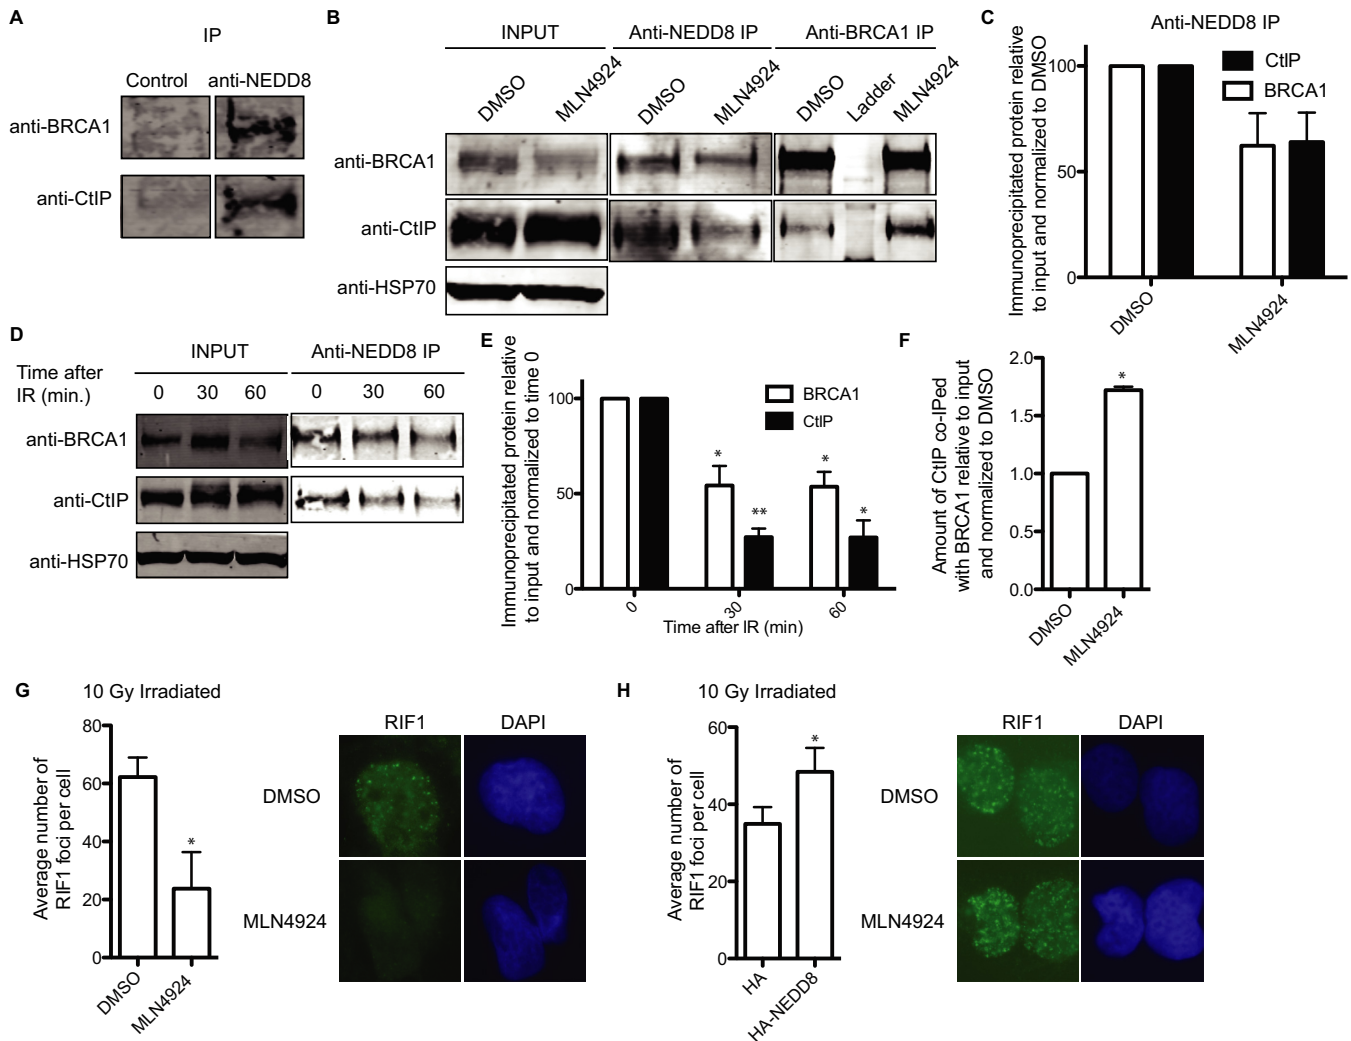 A
IP
Control anti-NEDD8
anti-BRCA1
anti-CtIP
B
INPUT Anti-NEDD8 IP Anti-BRCA1 IP
DMSO MLN4924 DMSO MLN4924 DMSO Ladder MLN4924
anti-BRCA1
anti-CtIP
anti-HSP70
C
Anti-NEDD8 IP
Immunoprecipitated protein relative
to input and normalized to DMSO
100
50
0
CtIP
BRCA1
DMSO MLN4924
D
INPUT Anti-NEDD8 IP
Time after
IR (min.)
0 30 60 0 30 60
anti-BRCA1
anti-CtIP
anti-HSP70
E
Immunoprecipitated protein relative
to input and normalized to time 0
100
50
0
BRCA1
CtIP
* ** * *
0 30 60
Time after IR (min)
F
Amount of CtIP co-IPed
with BRCA1 relative to input
and normalized to DMSO
2.0
1.5
1.0
0.5
0.0
*
DMSO MLN4924
G
10 Gy Irradiated
Average number of
RIF1 foci per cell
80
60
40
20
0
*
DMSO MLN4924
RIF1 DAPI
DMSO
MLN4924
H
10 Gy Irradiated
Average number of
RIF1 foci per cell
60
40
20
0
*
HA HA-NEDD8
RIF1 DAPI
DMSO
MLN4924